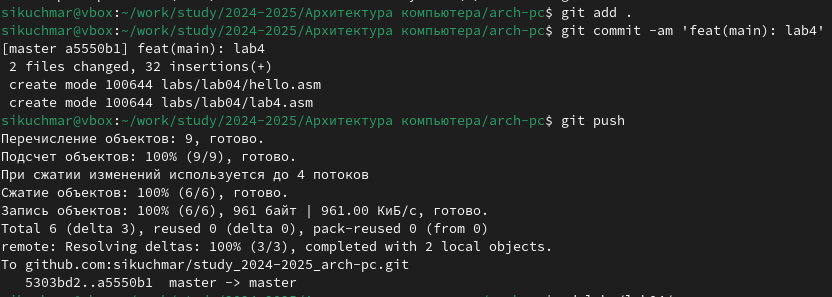 sikuchmar@vbox:~/work/study/2024-2025/Архитектура компьютера/arch-pc$ git add .
sikuchmar@vbox:~/work/study/2024-2025/Архитектура компьютера/arch-pc$ git commit -am 'feat(main): lab4'
[master a5550b1] feat(main): lab4
 2 files changed, 32 insertions(+)
 create mode 100644 labs/lab04/hello.asm
 create mode 100644 labs/lab04/lab4.asm
sikuchmar@vbox:~/work/study/2024-2025/Архитектура компьютера/arch-pc$ git push
Перечисление объектов: 9, готово.
Подсчет объектов: 100% (9/9), готово.
При сжатии изменений используется до 4 потоков
Сжатие объектов: 100% (6/6), готово.
Запись объектов: 100% (6/6), 961 байт | 961.00 КиБ/с, готово.
Total 6 (delta 3), reused 0 (delta 0), pack-reused 0 (from 0)
remote: Resolving deltas: 100% (3/3), completed with 2 local objects.
To github.com:sikuchmar/study_2024-2025_arch-pc.git
   5303bd2..a5550b1  master -> master